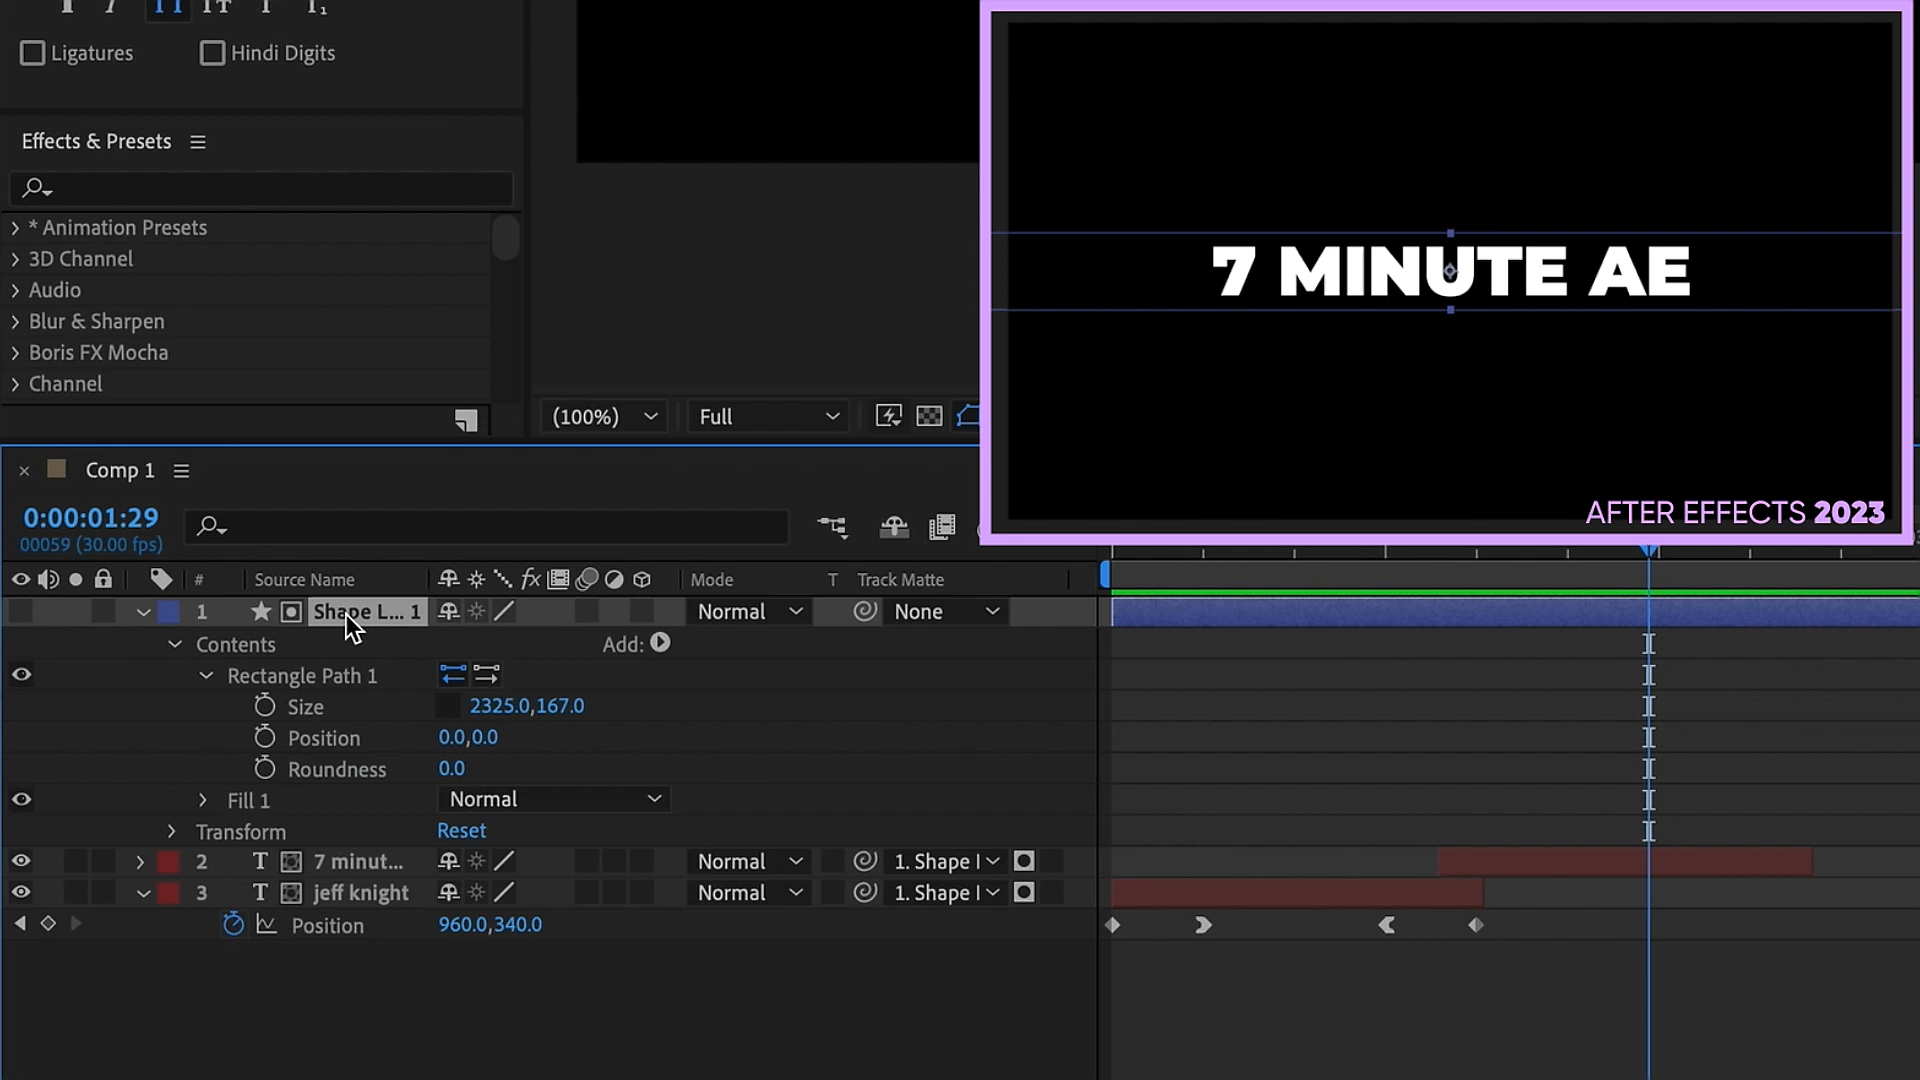 Ligatures
Hindi Digits
Effects & Presets
* Animation Presets
3D Channel
Audio
Blur & Sharpen
Boris FX Mocha
Channel
(100%)
Full
7 MINUTE AE
AFTER EFFECTS 2023
Comp 1
0:00:01:29
00059 (30.00 fps)
# Source Name fx Mode T Track Matte
1 Shape L... 1 Normal None
Contents Add:
Rectangle Path 1
Size 2325.0,167.0
Position 0.0,0.0
Roundness 0.0
Fill 1 Normal
Transform Reset
2 T 7 minut... Normal 1. Shape l
3 T jeff knight Normal 1. Shape l
Position 960.0,340.0